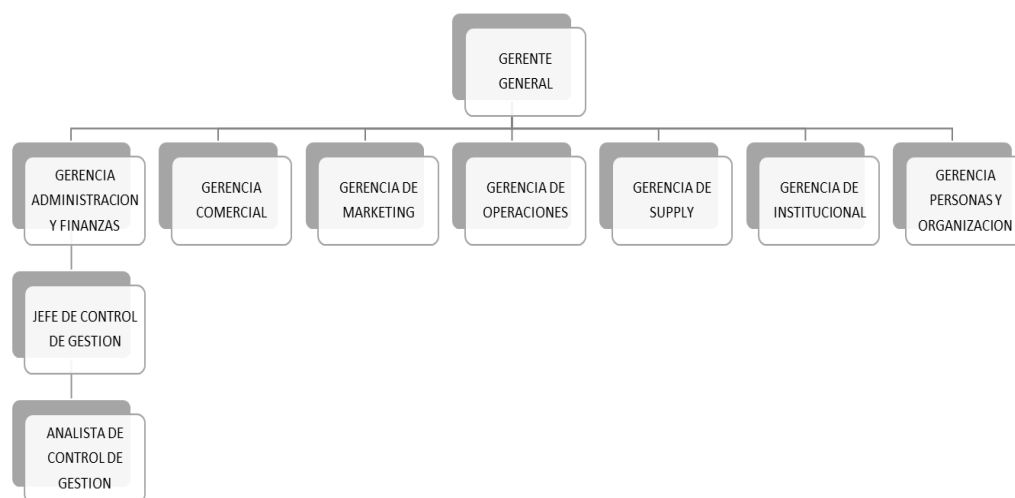 GERENTE
GENERAL
GERENCIA
ADMINISTRACION
Y FINANZAS
GERENCIA
COMERCIAL
GERENCIA DE
MARKETING
GERENCIA DE
OPERACIONES
GERENCIA DE
SUPPLY
GERENCIA DE
INSTITUCIONAL
GERENCIA
PERSONAS Y
ORGANIZACION
JEFE DE CONTROL
DE GESTION
ANALISTA DE
CONTROL DE
GESTION